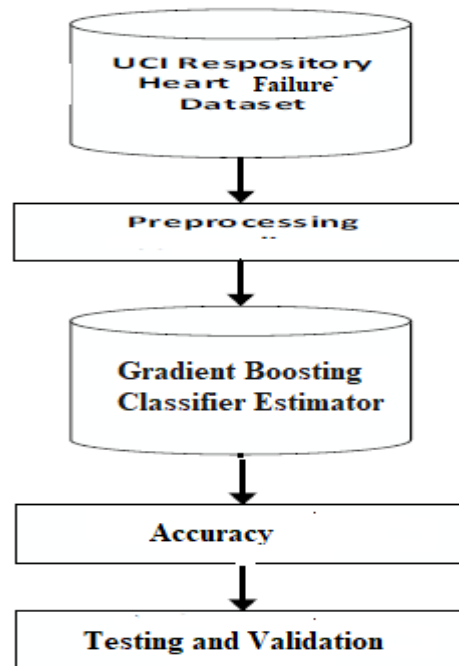 UCI Respository
Heart Failure
Dataset
Preprocessing
Gradient Boosting
Classifier Estimator
Accuracy
Testing and Validation